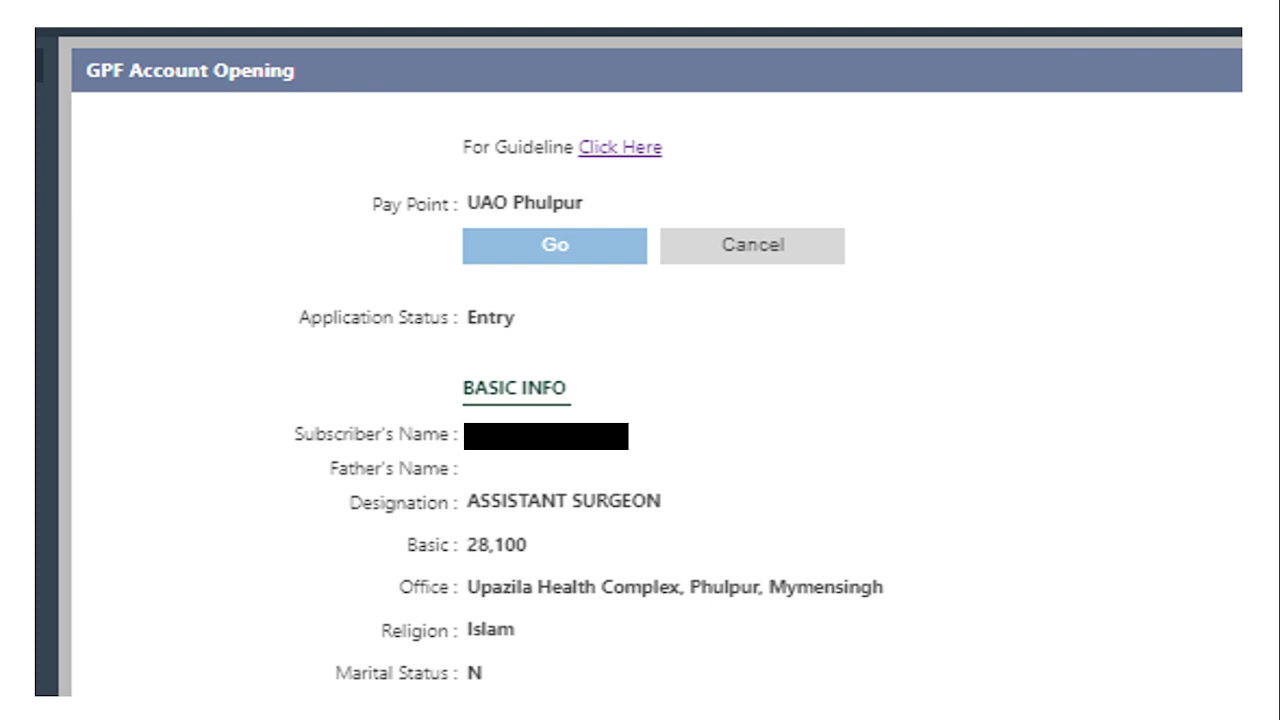 GPF Account Opening
For Guideline Click Here
Pay Point : UAO Phulpur
Go Cancel
Application Status : Entry
BASIC INFO
Subscriber's Name :
Father's Name :
Designation : ASSISTANT SURGEON
Basic : 28,100
Office : Upazila Health Complex, Phulpur, Mymensingh
Religion : Islam
Marital Status : N